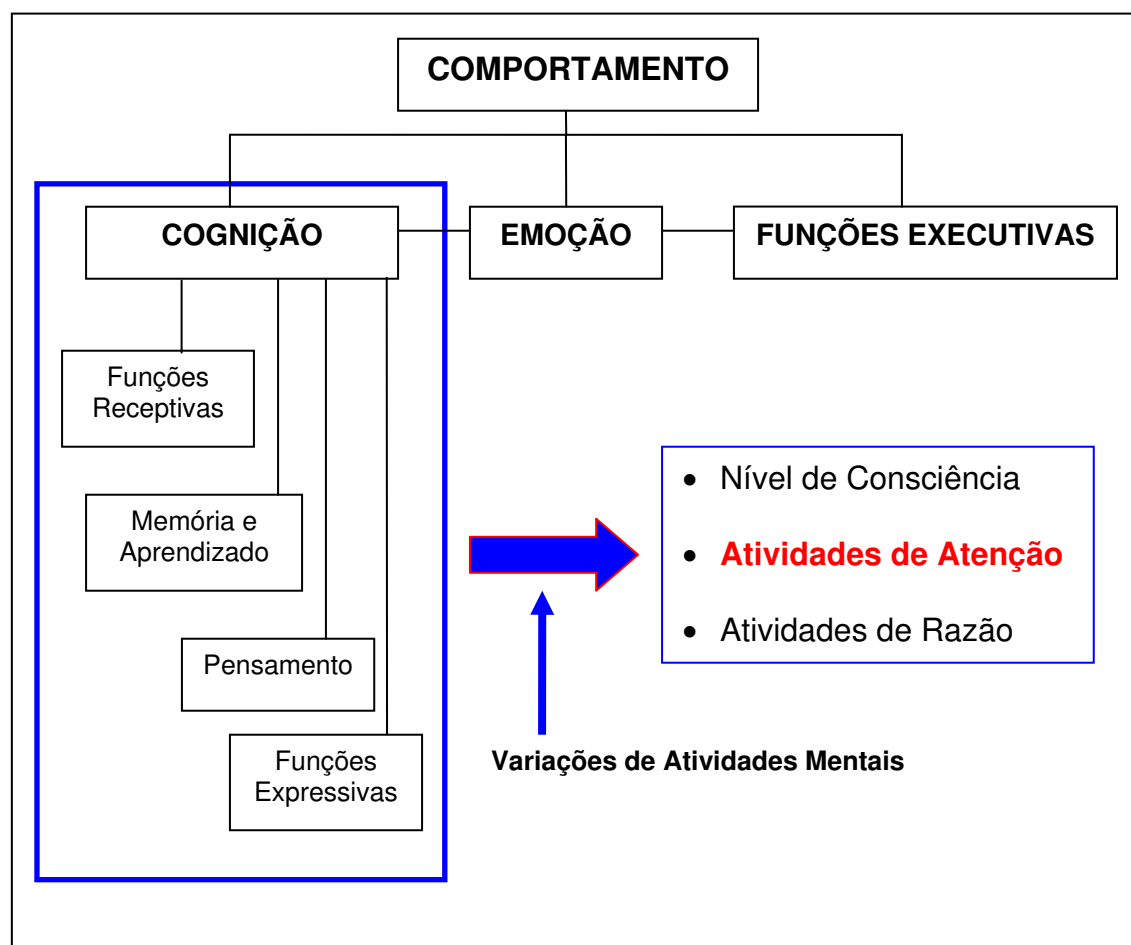 COMPORTAMENTO
COGNIÇÃO
EMOÇÃO
FUNÇÕES EXECUTIVAS
Funções
Receptivas
Memória e
Aprendizado
Pensamento
Funções
Expressivas
• Nível de Consciência
• Atividades de Atenção
• Atividades de Razão
Variações de Atividades Mentais